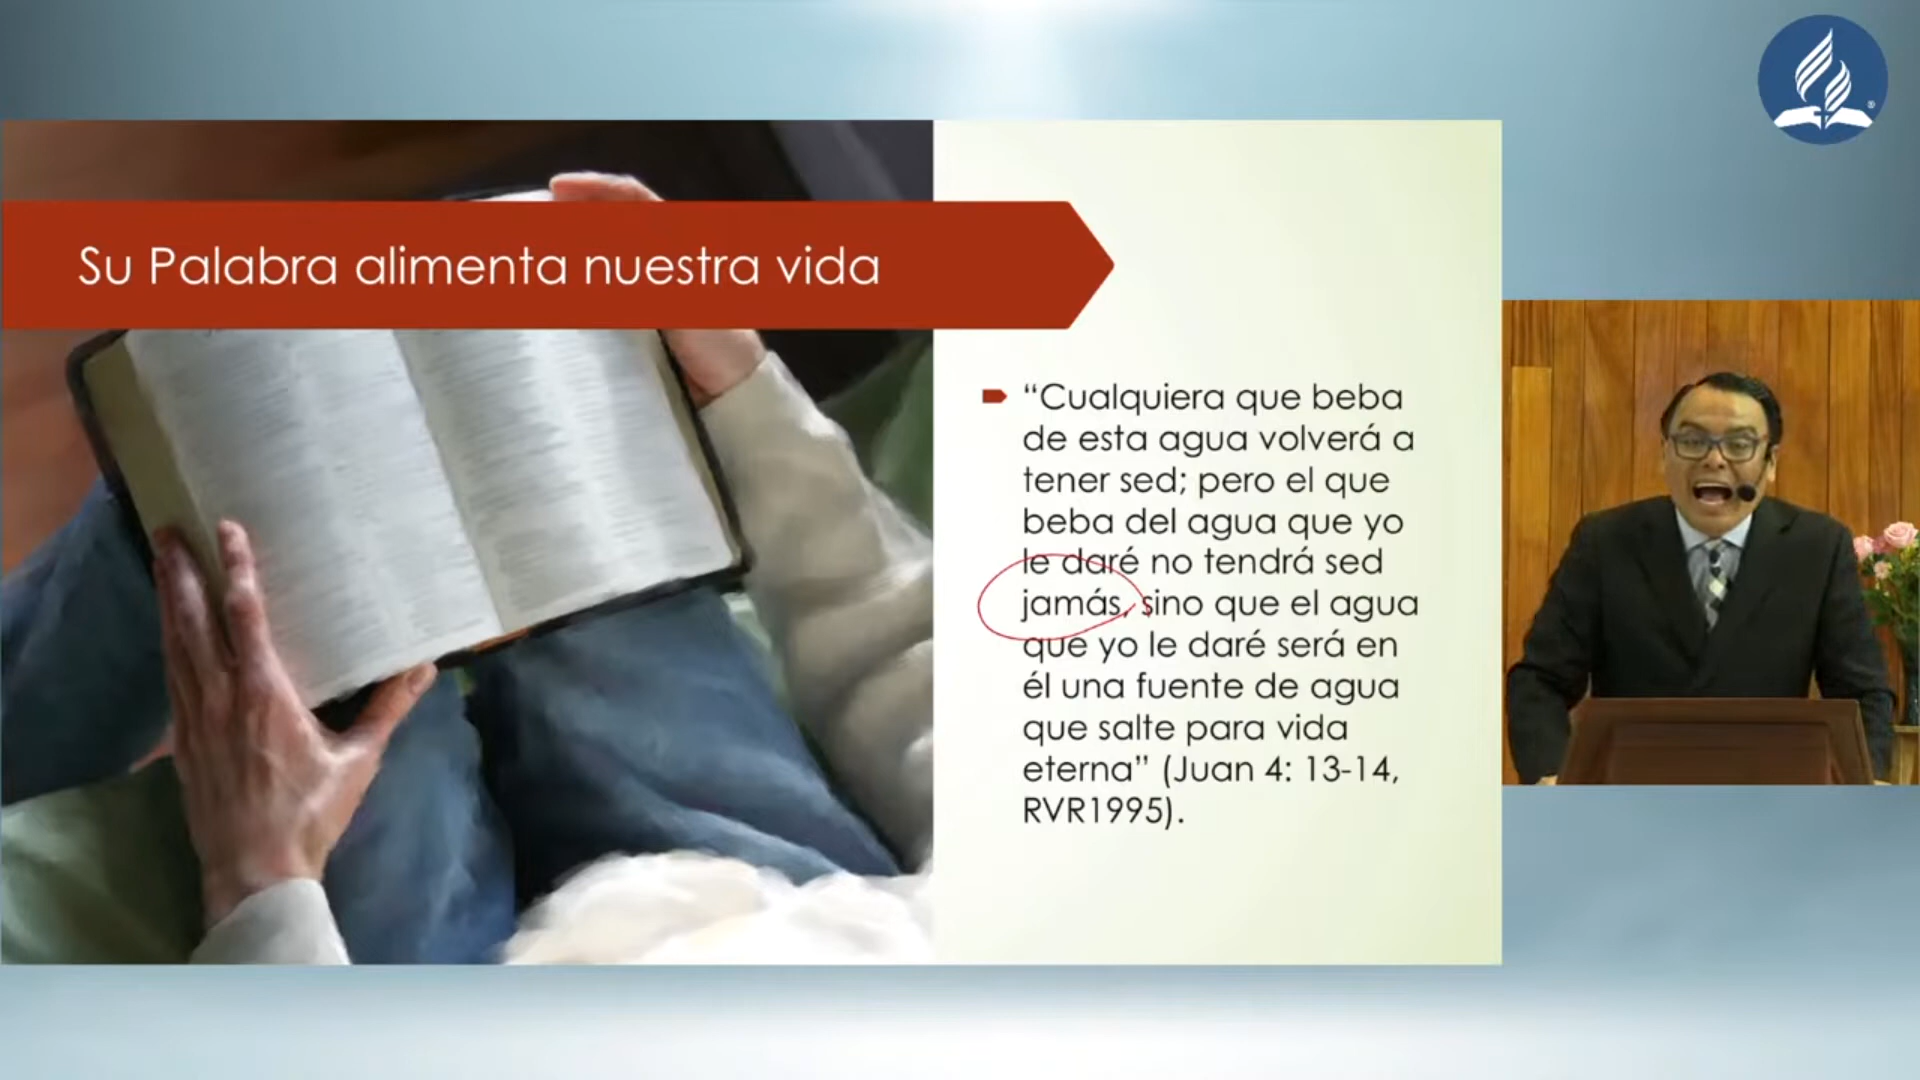 Su Palabra alimenta nuestra vida
“Cualquiera que beba
de esta agua volverá a
tener sed; pero el que
beba del agua que yo
le daré no tendrá sed
jamás, sino que el agua
que yo le daré será en
él una fuente de agua
que salte para vida
eterna” (Juan 4: 13-14,
RVR1995).
®